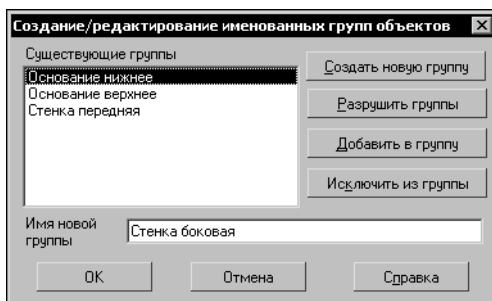 Создание/редактирование именованных групп объектов
Существующие группы
Основание нижнее
Основание верхнее
Стенка передняя
Создать новую группу
Разрушить группы
Добавить в группу
Исключить из группы
Имя новой
группы
Стенка боковая
OK
Отмена
Справка